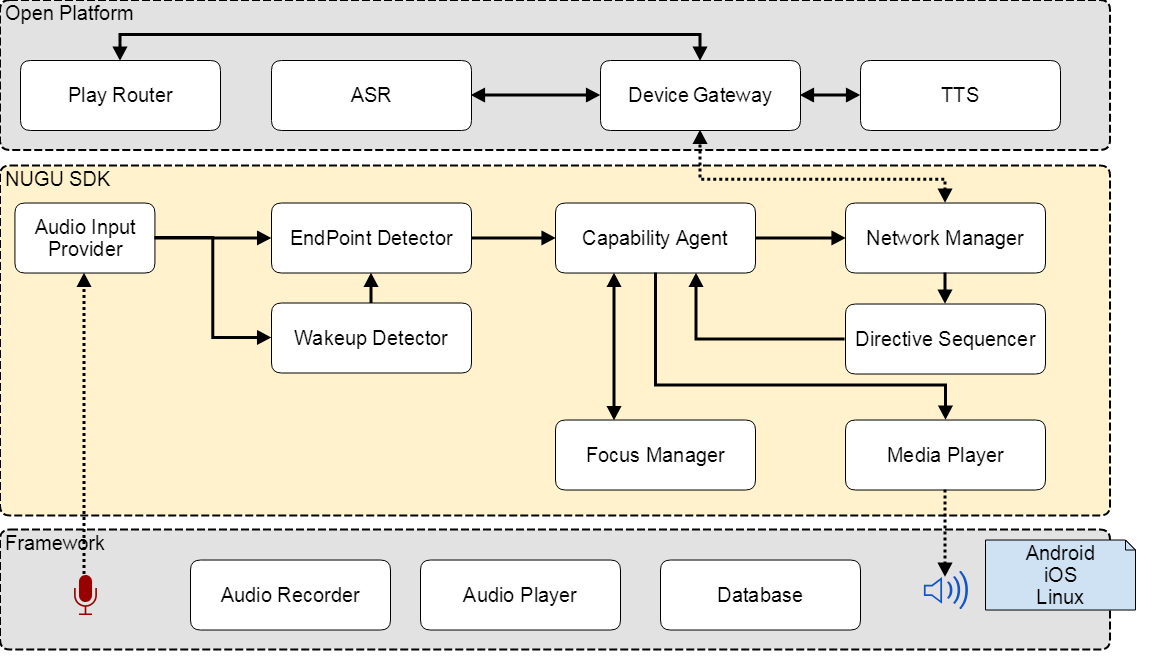 Open Platform
Play Router
ASR
Device Gateway
TTS
NUGU SDK
Audio Input
Provider
EndPoint Detector
Capability Agent
Network Manager
Wakeup Detector
Directive Sequencer
Focus Manager
Media Player
Framework
Audio Recorder
Audio Player
Database
Android
iOS
Linux